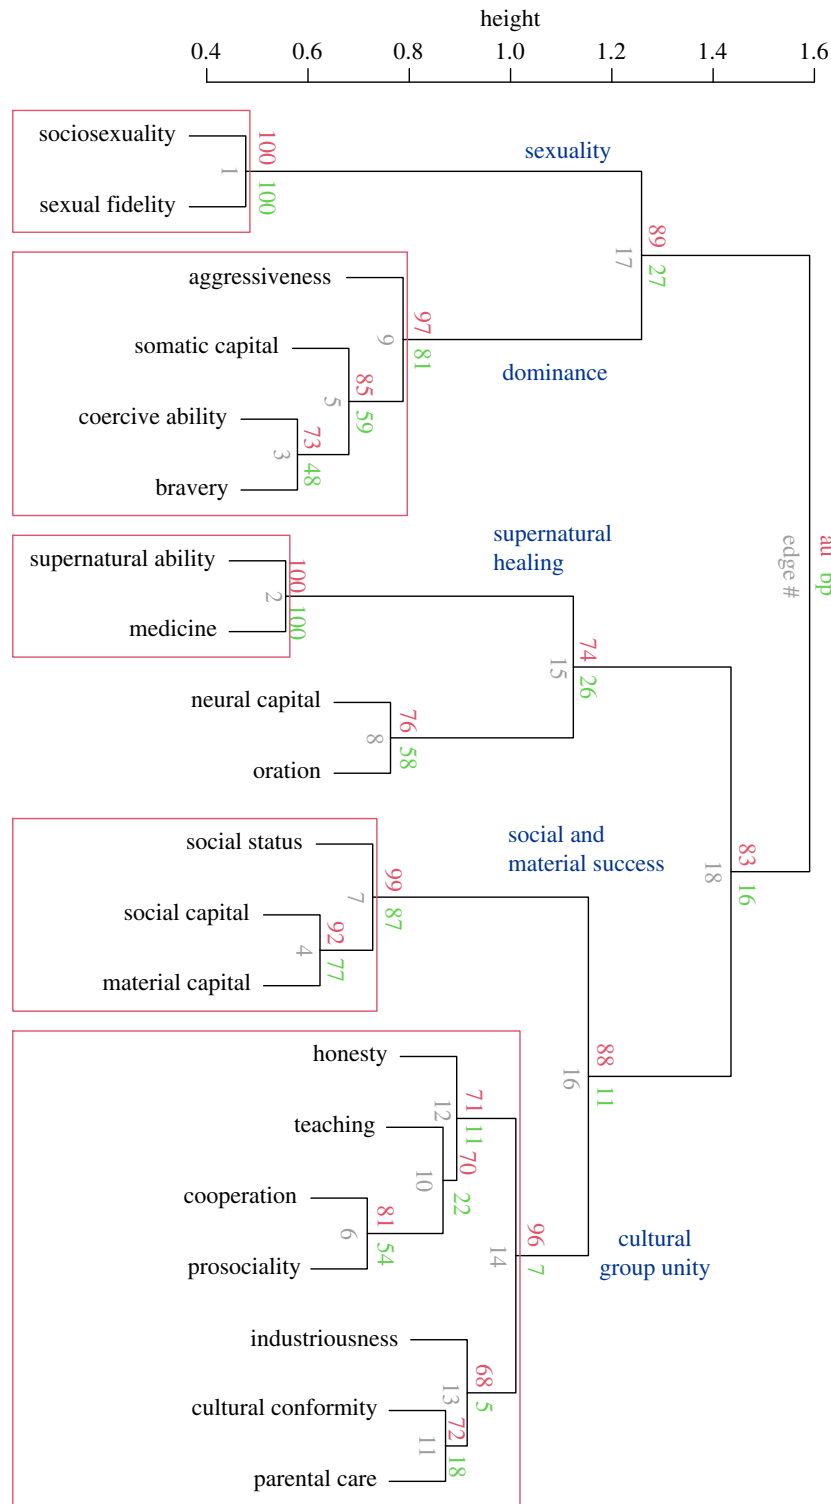 height
0.4 0.6 0.8 1.0 1.2 1.4 1.6
sociosexuality
sexual fidelity
1
100
100
sexuality
89
27
17
aggressiveness
somatic capital
coercive ability
bravery
9
97
81
5
85
59
3
73
48
dominance
au bp
edge #
supernatural
healing
supernatural ability
medicine
2
100
100
74
26
15
neural capital
oration
8
76
58
social and
material success
83
16
18
social status
social capital
material capital
7
99
87
4
92
77
88
11
16
honesty
teaching
cooperation
prosociality
12
71
11
10
70
22
6
81
54
14
96
7
cultural
group unity
industriousness
cultural conformity
parental care
13
68
5
11
72
18